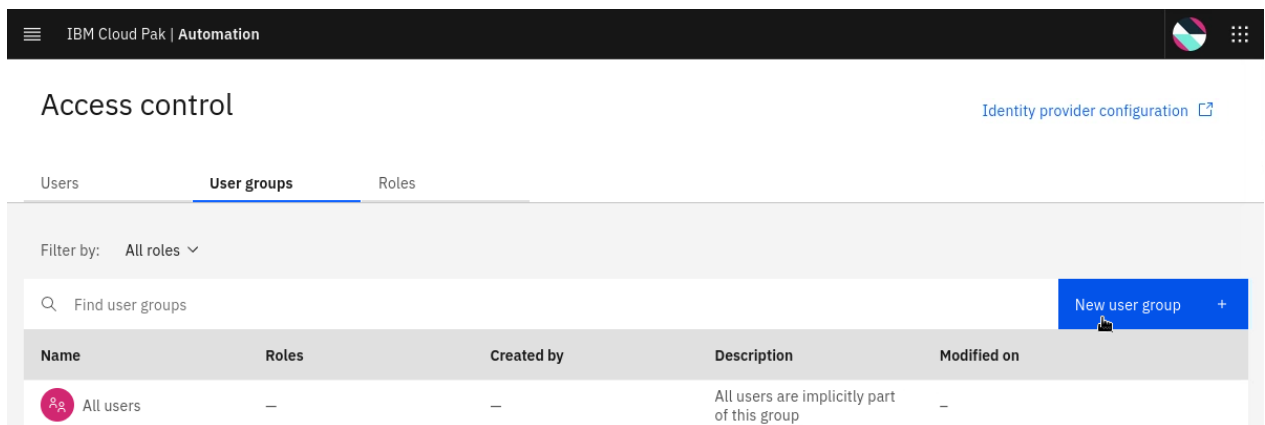 IBM Cloud Pak | Automation
Access control
Identity provider configuration
Users User groups Roles
Filter by: All roles
Find user groups
New user group +
Name Roles Created by Description Modified on
All users — — All users are implicitly part –
of this group